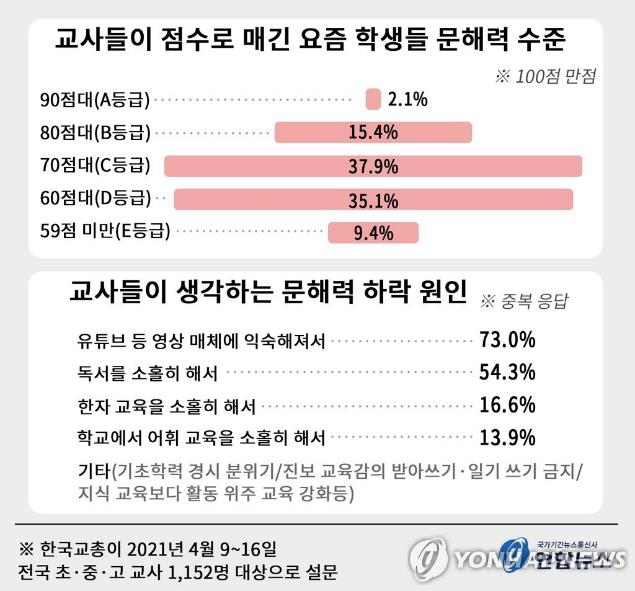 교사들이 점수로 매긴 요즘 학생들 문해력 수준
※ 100점 만점
90점대(A등급) 2.1%
80점대(B등급) 15.4%
70점대(C등급) 37.9%
60점대(D등급) 35.1%
59점 미만(E등급) 9.4%
교사들이 생각하는 문해력 하락 원인 ※ 중복 응답
유튜브 등 영상 매체에 익숙해져서 73.0%
독서를 소홀히 해서 54.3%
한자 교육을 소홀히 해서 16.6%
학교에서 어휘 교육을 소홀히 해서 13.9%
기타(기초학력 경시 분위기/진보 교육감의 받아쓰기·일기 쓰기 금지/
지식 교육보다 활동 위주 교육 강화등)
※ 한국교총이 2021년 4월 9~16일
전국 초·중·고 교사 1,152명 대상으로 설문
국가기간뉴스통신사
연합뉴스
YONHAPNEWS